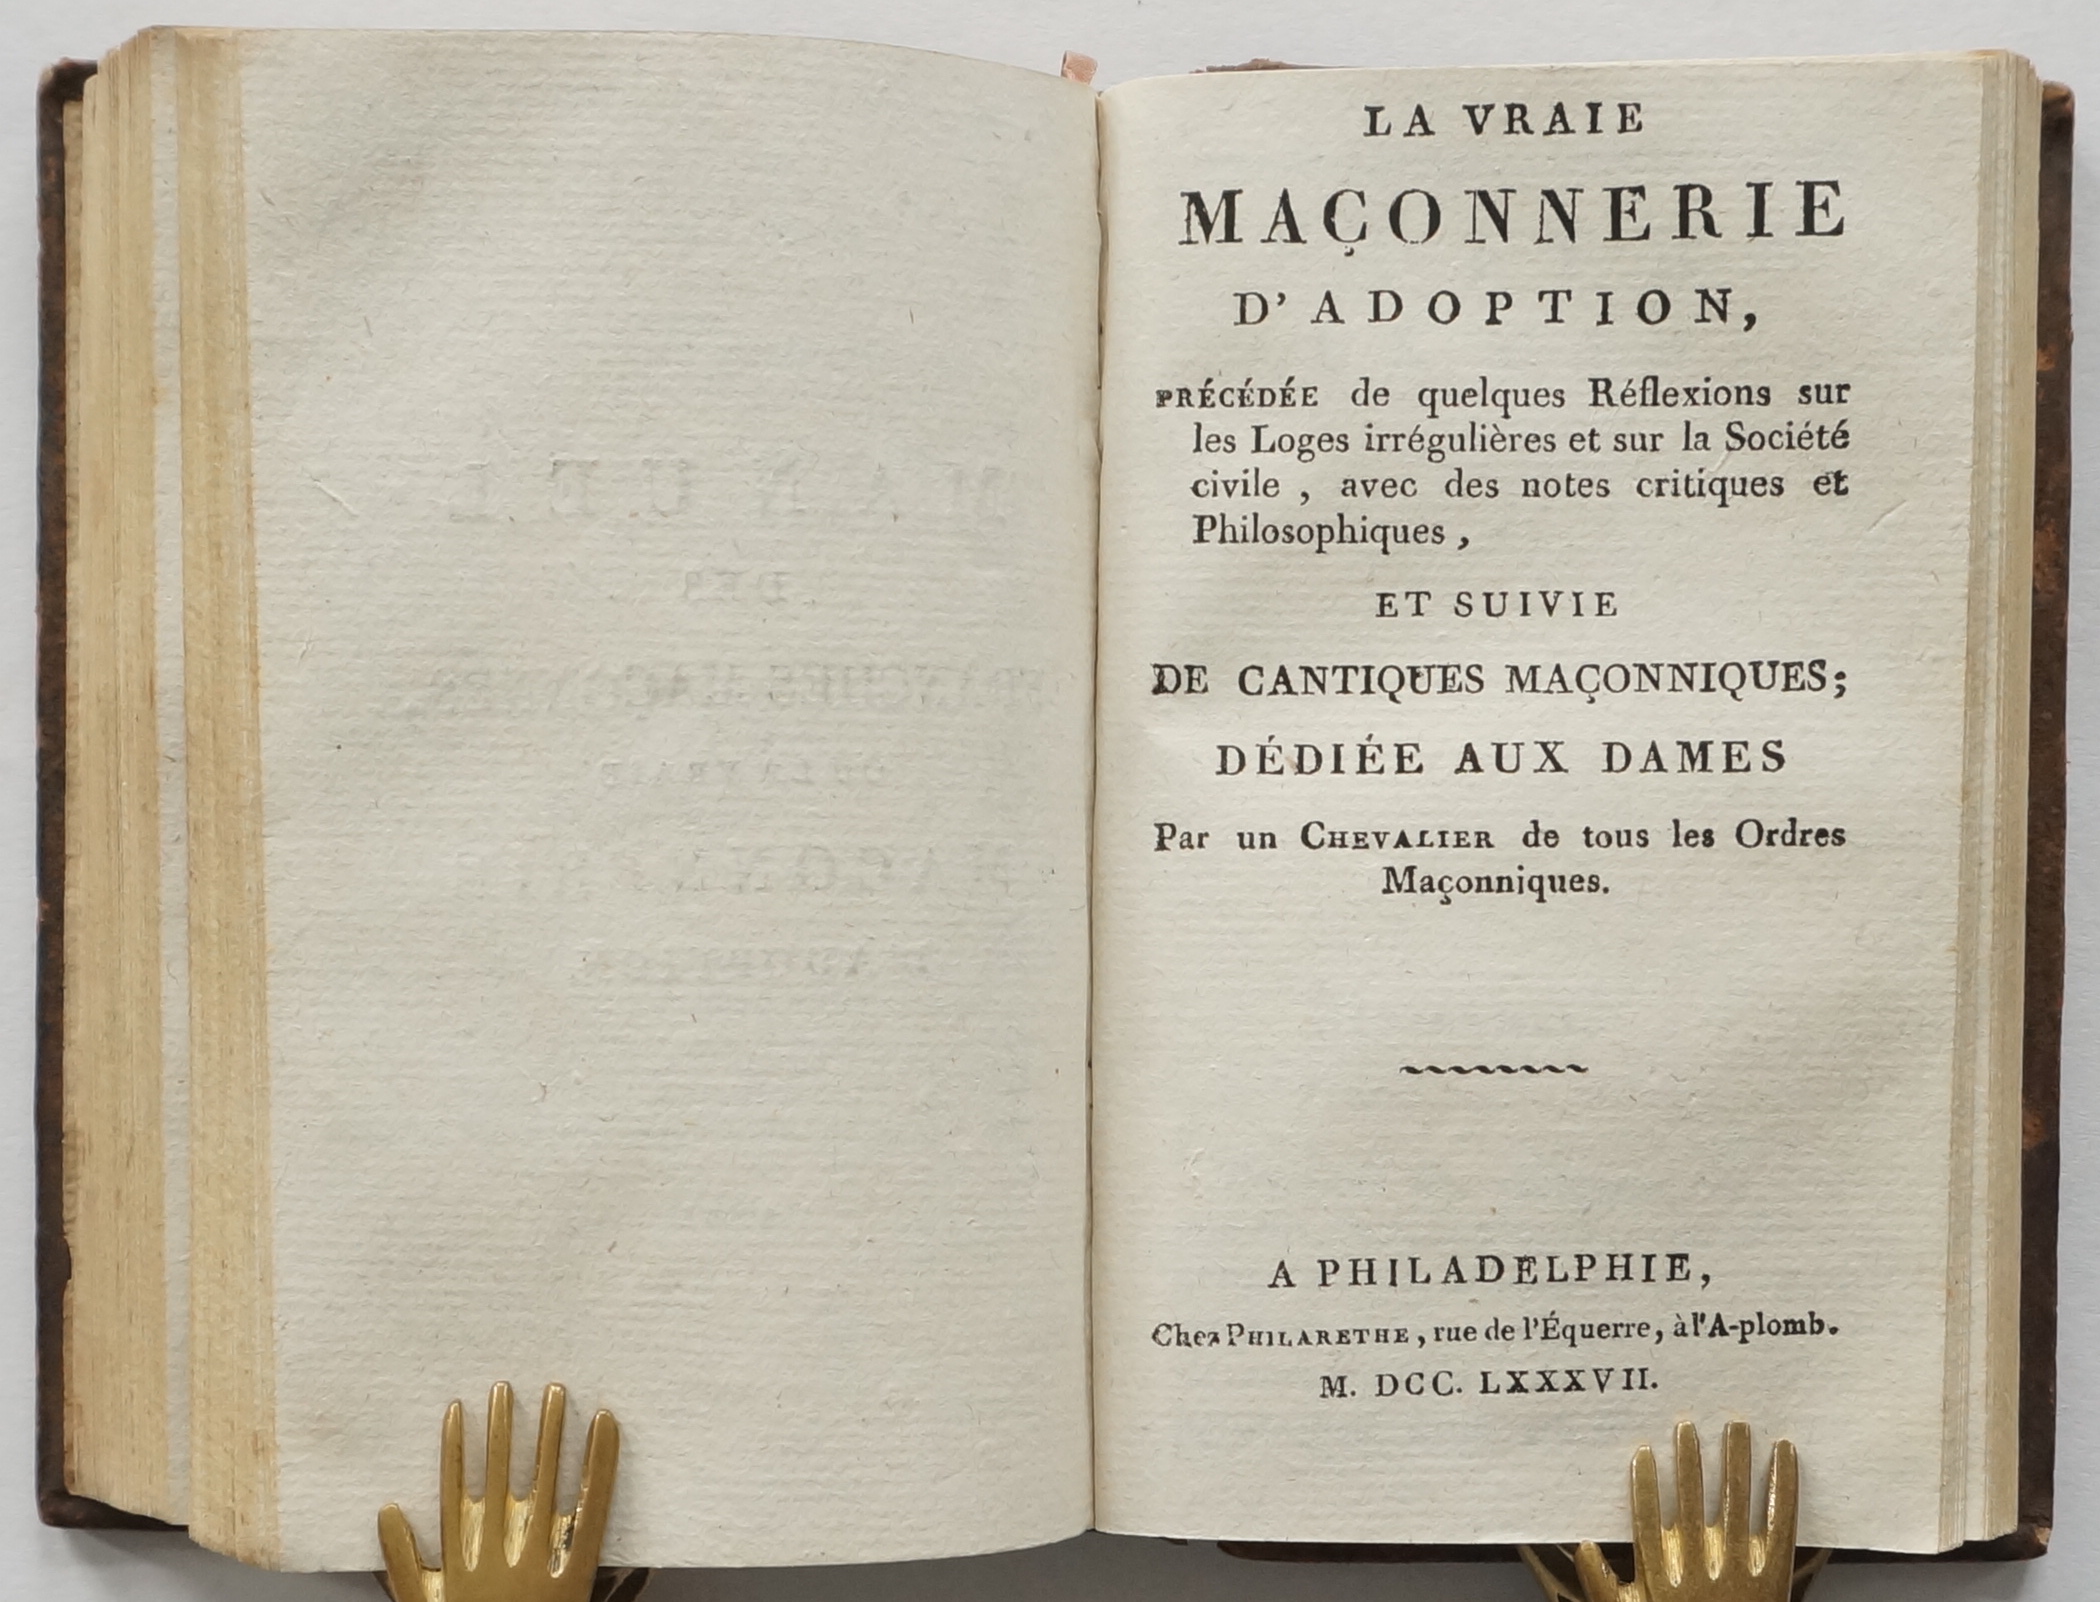 LA VRAIE
MAÇONNERIE
D'ADOPTION,
PRÉCÉDÉE de quelques Réflexions sur
les Loges irrégulières et sur la Société
civile , avec des notes critiques et
Philosophiques ,
ET SUIVIE
DE CANTIQUES MAÇONNIQUES;
DÉDIÉE AUX DAMES
Par un CHEVALIER de tous les Ordres
Maçonniques.
A PHILADELPHIE,
Chez PHILARETHE, rue de l'Équerre, à l'A-plomb.
M. DCC. LXXXVII.